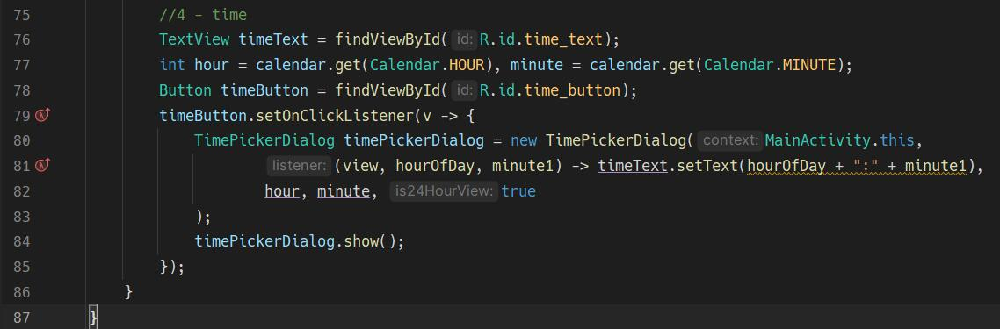 75 //4 - time
76 TextView timeText = findViewById( id: R.id.time_text);
77 int hour = calendar.get(Calendar.HOUR), minute = calendar.get(Calendar.MINUTE);
78 Button timeButton = findViewById( id: R.id.time_button);
79 timeButton.setOnClickListener(v -> {
80 TimePickerDialog timePickerDialog = new TimePickerDialog( context: MainActivity.this,
81 listener: (view, hourOfDay, minute1) -> timeText.setText(hourOfDay + ":" + minute1),
82 hour, minute, is24HourView: true
83 );
84 timePickerDialog.show();
85 });
86 }
87 }